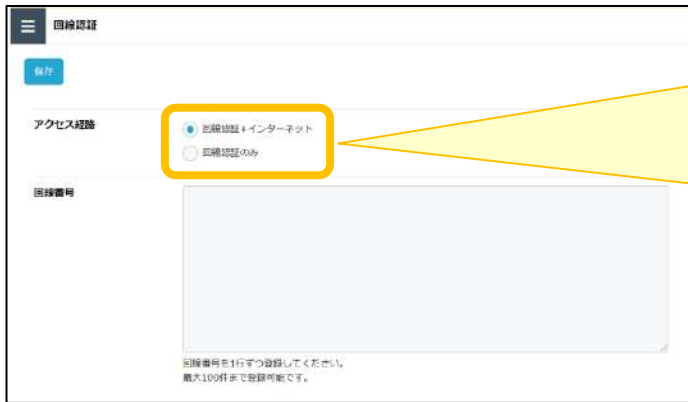 回線認証
保存
アクセス経路
回線認証+インターネット
回線認証のみ
回線番号
回線番号を1行ずつ登録してください。
最大100件まで登録可能です。